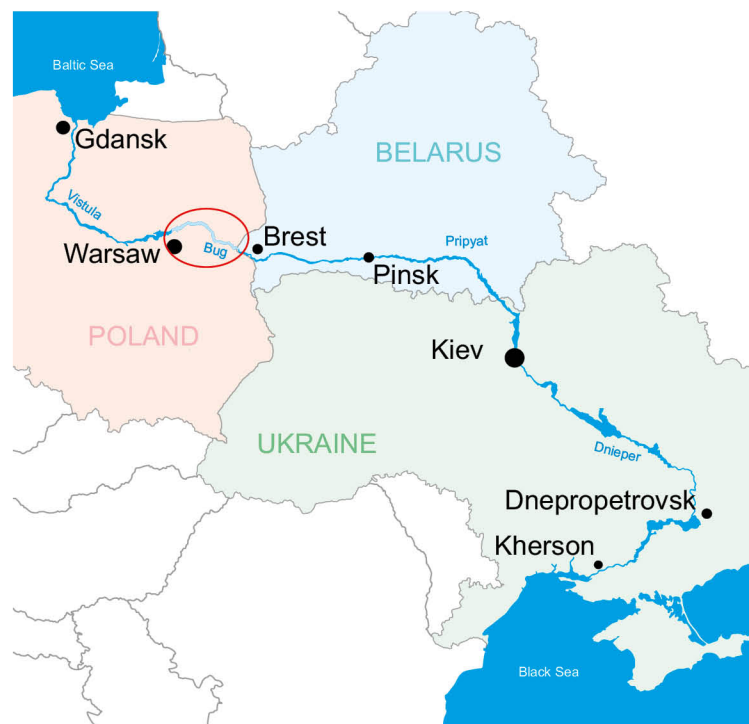 Baltic Sea
Gdansk
BELARUS
Vistula
Warsaw
Bug
Brest
Pripyat
Pinsk
POLAND
Kiev
UKRAINE
Dnieper
Dnepropetrovsk
Kherson
Black Sea